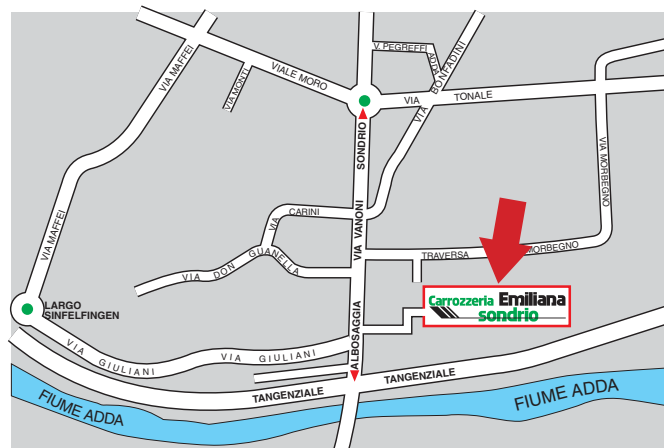 V. PEGREFFI
ADUA
VIA BONFADINI
VIA MAFFEI
VIALE MORO
VIA MONTI
VIA TONALE
SONDRIO
VIA VANONI
VIA MORBEGNO
VIA CARINI
VIA MAFFEI
TRAVERSA MORBEGNO
VIA DON GUANELLA
Carrozzeria Emiliana
sondrio
LARGO
SINFELFINGEN
ALBOSAGGIA
VIA GIULIANI
VIA GIULIANI
TANGENZIALE
TANGENZIALE
FIUME ADDA
FIUME ADDA